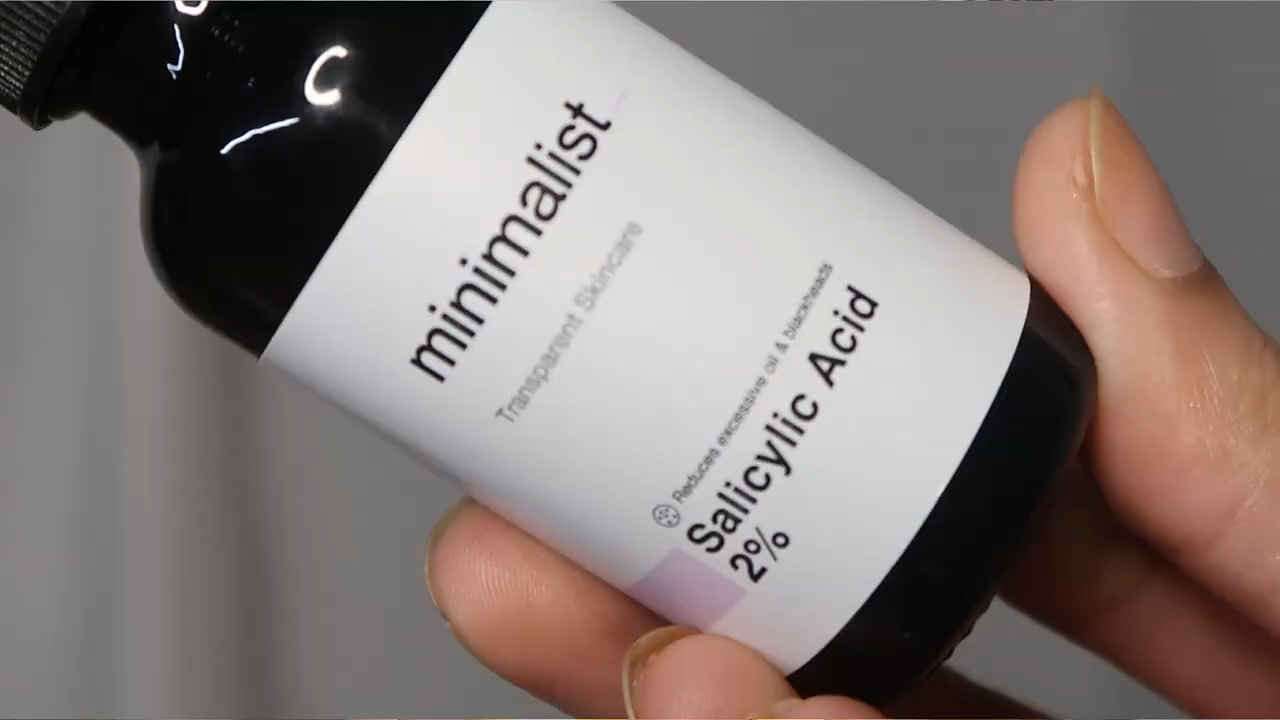 minimalist
Transparent Skincare
Reduces excessive oil & blackheads
Salicylic Acid
2%